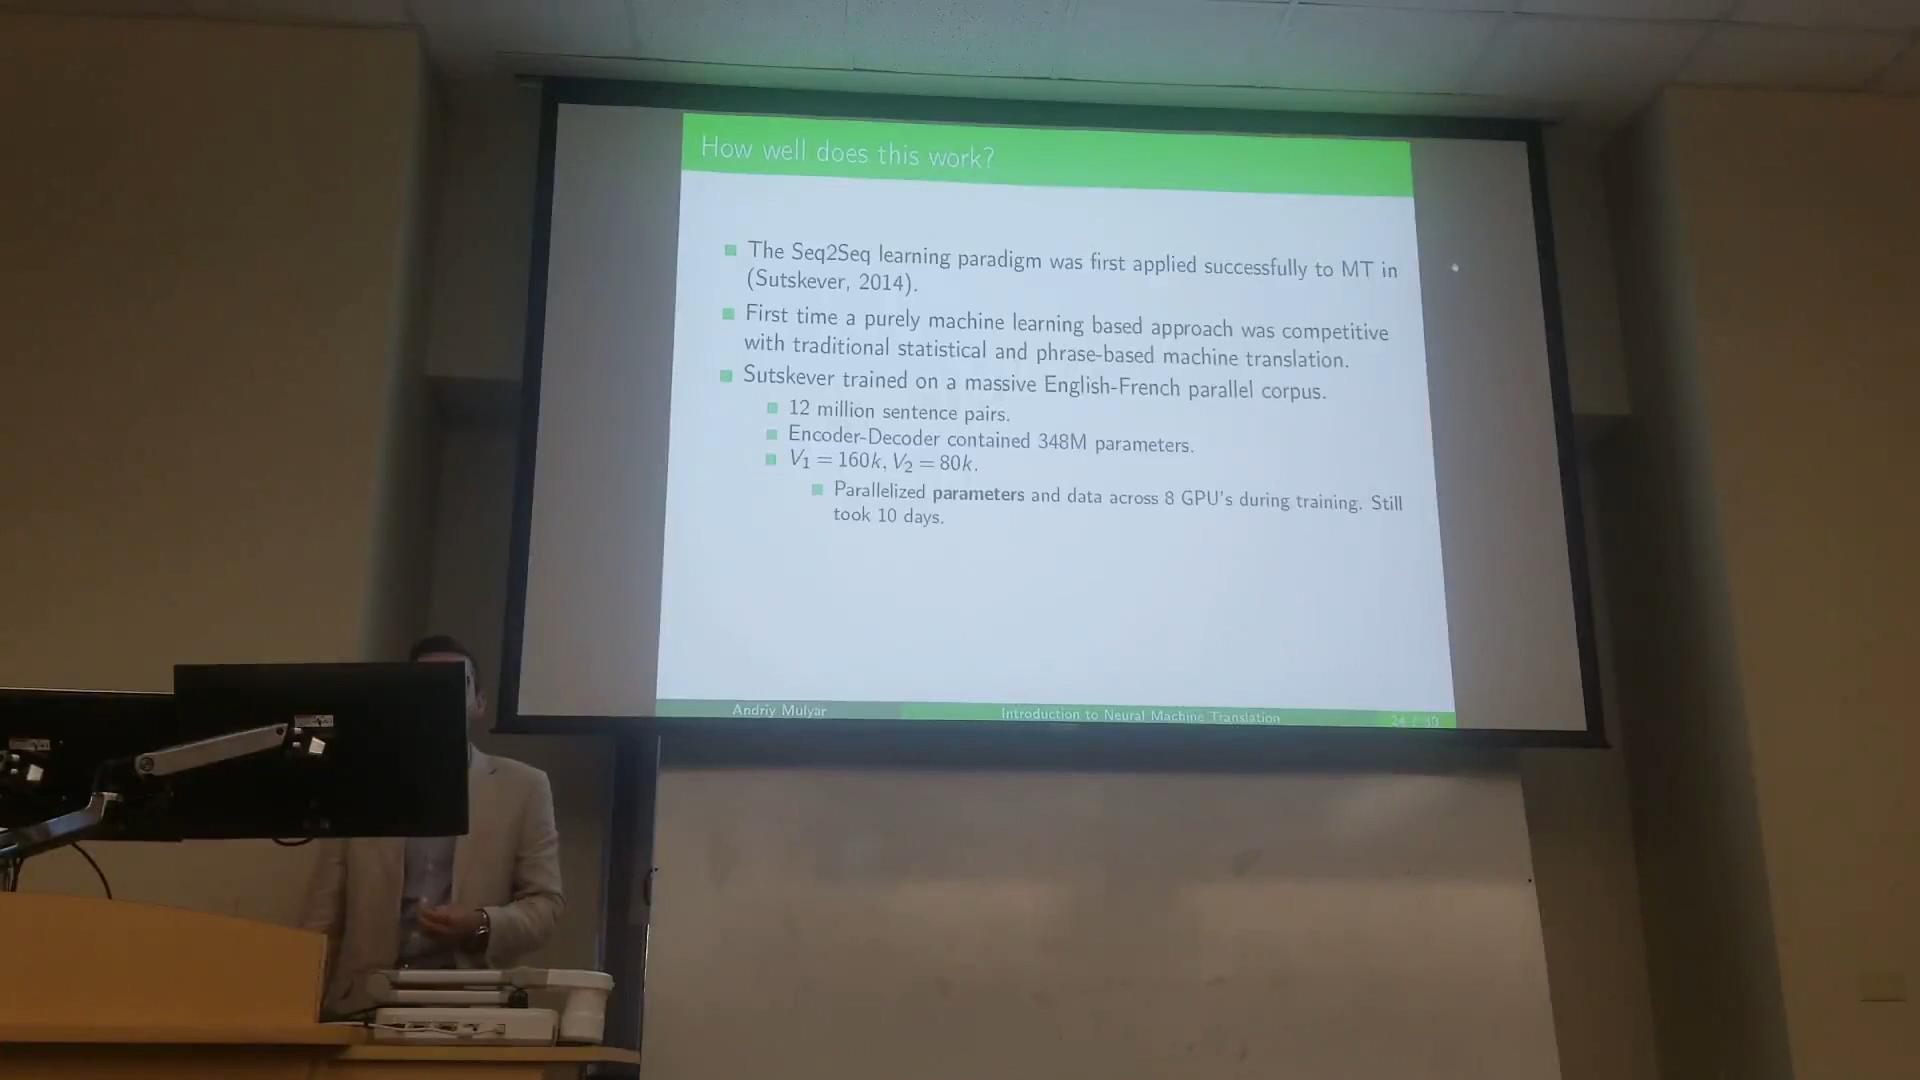 How well does this work?
The Seq2Seq learning paradigm was first applied successfully to MT in
(Sutskever, 2014).
First time a purely machine learning based approach was competitive
with traditional statistical and phrase-based machine translation.
Sutskever trained on a massive English-French parallel corpus.
12 million sentence pairs.
Encoder-Decoder contained 348M parameters.
V₁ = 160k, V₂ = 80k.
Parallelized parameters and data across 8 GPU's during training. Still
took 10 days.
Andriy Mulyar
Introduction to Neural Machine Translation